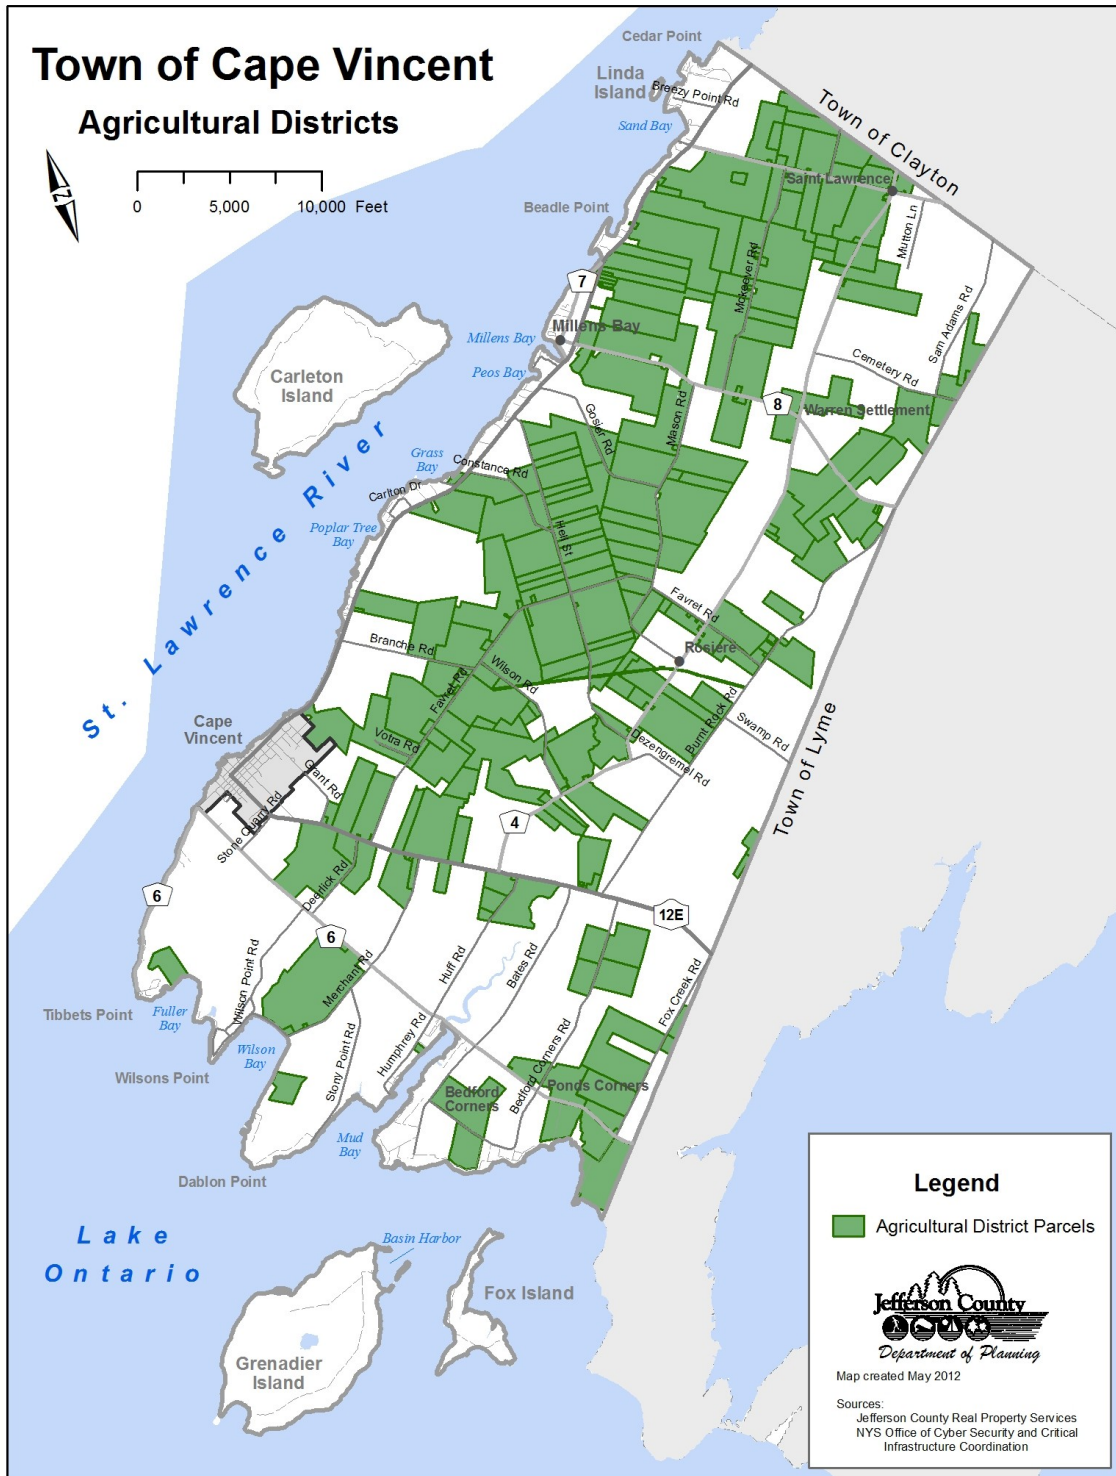 Town of Cape Vincent
Agricultural Districts
N
0 5,000 10,000 Feet
Cedar Point
Linda
Island
Breezy Point Rd
Sand Bay
Town of Clayton
Saint Lawrence
Beadle Point
Mutton Ln
Mckeever Rd
7
Millens Bay
Millens Bay
Peos Bay
Sam Adams Rd
Cemetery Rd
Carleton
Island
8
Warren Settlement
Gosier Rd
Mason Rd
Grass
Bay
Constance Rd
Carlton Dr
Poplar Tree
Bay
Hell St
St. Lawrence River
Favret Rd
Rosiere
Branche Rd
Wilson Rd
Favret Rd
Burnt Rock Rd
Swamp Rd
Cape
Vincent
Votra Rd
Dezengremel Rd
Town of Lyme
Grant Rd
Stone Quarry Rd
4
Deerlick Rd
6
12E
6
Wilson Point Rd
Merchant Rd
Huff Rd
Bates Rd
Fox Creek Rd
Tibbets Point
Fuller
Bay
Wilson
Bay
Wilsons Point
Stony Point Rd
Humphrey Rd
Bedford Corners Rd
Bedford
Corners
Ponds Corners
Mud
Bay
Dablon Point
Lake
Ontario
Basin Harbor
Fox Island
Grenadier
Island
Legend
Agricultural District Parcels
Jefferson County
Department of Planning
Map created May 2012
Sources:
Jefferson County Real Property Services
NYS Office of Cyber Security and Critical
Infrastructure Coordination